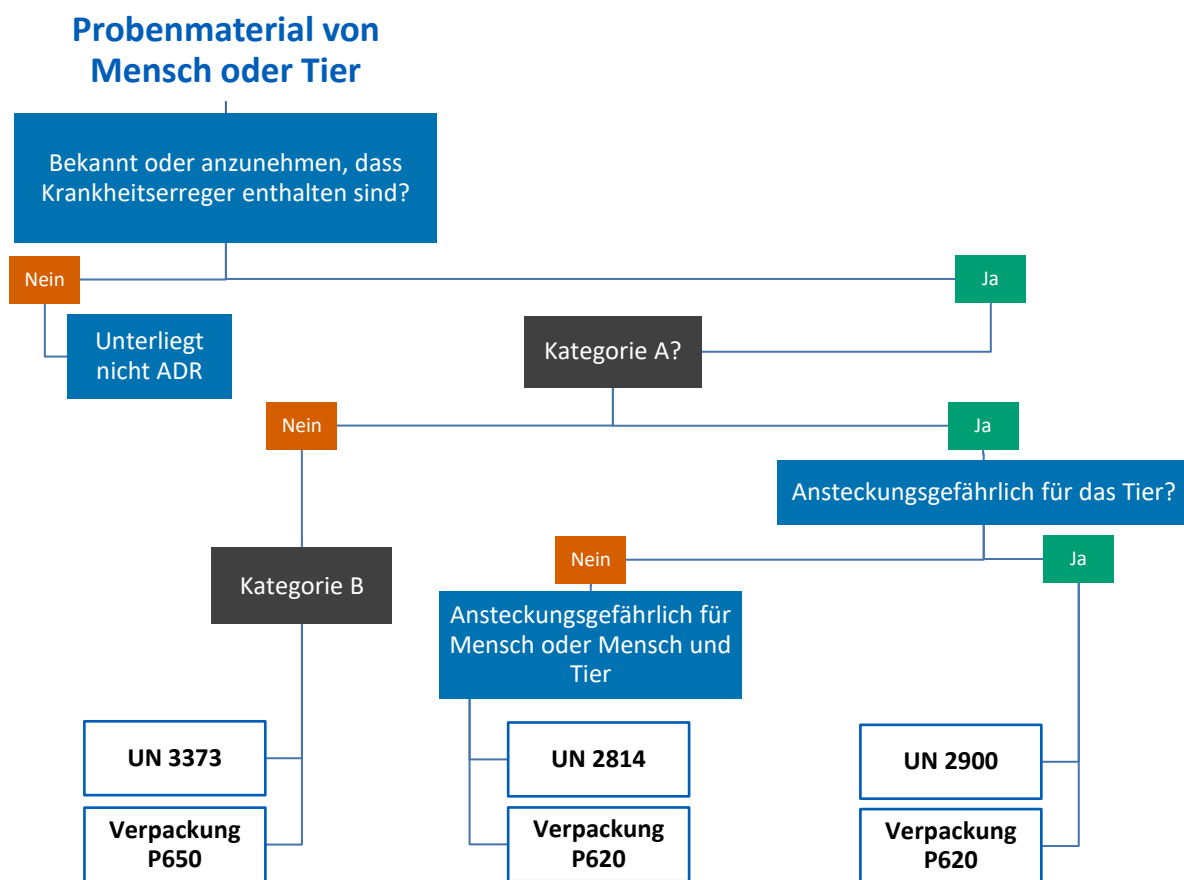 Probenmaterial von
Mensch oder Tier
Bekannt oder anzunehmen, dass
Krankheitserreger enthalten sind?
Nein
Ja
Unterliegt
nicht ADR
Kategorie A?
Nein
Ja
Ansteckungsgefährlich für das Tier?
Nein
Ja
Kategorie B
Ansteckungsgefährlich für
Mensch oder Mensch und
Tier
UN 3373
UN 2814
UN 2900
Verpackung
P650
Verpackung
P620
Verpackung
P620